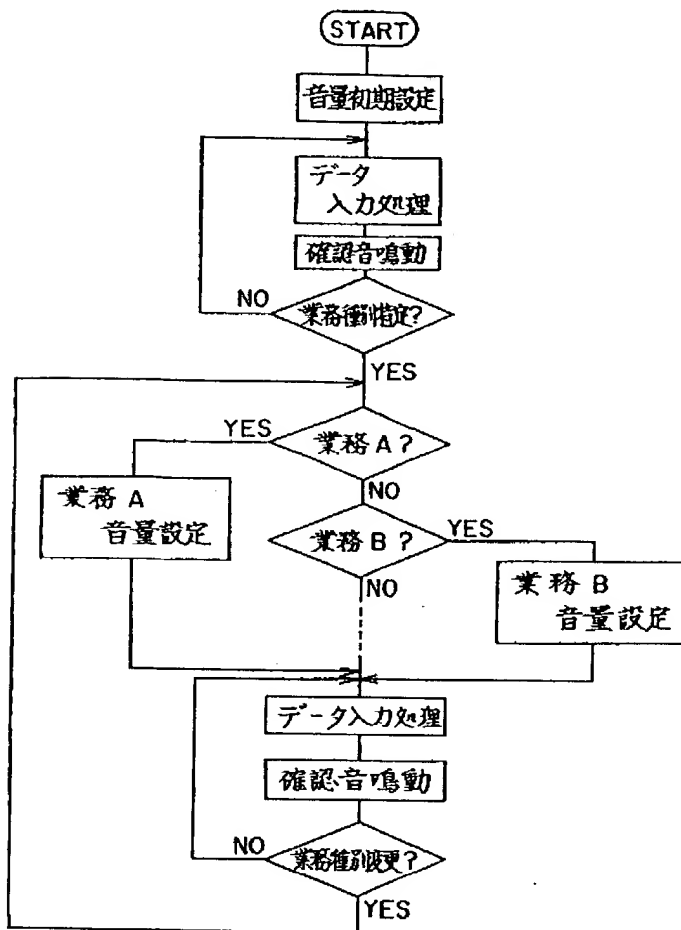 START
音量初期設定
データ
入力処理
確認音鳴動
NO
業務種別指定?
YES
YES
業務A?
NO
業務A
音量設定
業務B?
YES
NO
業務B
音量設定
データ入力処理
確認音鳴動
NO
業務種別変更?
YES